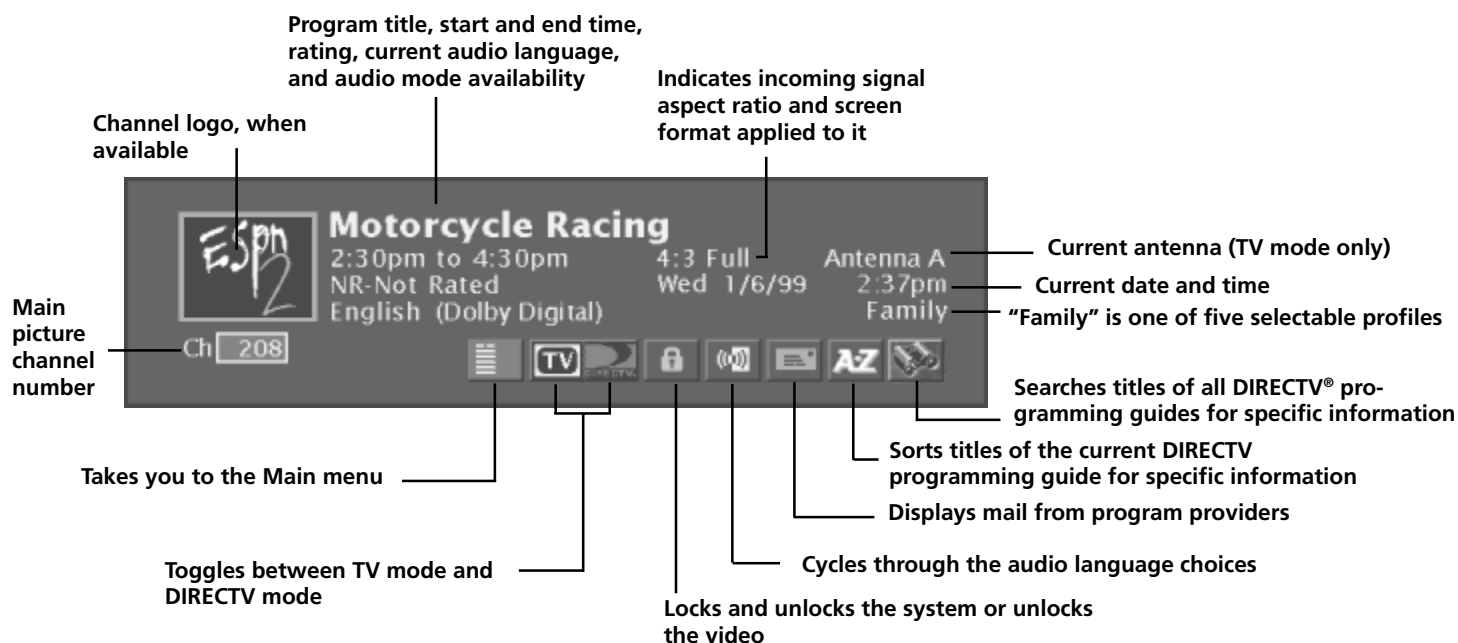 Program title, start and end time,
rating, current audio language,
and audio mode availability
Indicates incoming signal
aspect ratio and screen
format applied to it
Channel logo, when
available
ESPN
2
Motorcycle Racing
2:30pm to 4:30pm
4:3 Full
Antenna A
NR-Not Rated
Wed 1/6/99
2:37pm
English (Dolby Digital)
Family
Current antenna (TV mode only)
Current date and time
“Family” is one of five selectable profiles
Main
picture
channel
number
Ch 208
TV
DIRECTV
A-Z
Searches titles of all DIRECTV® pro-
gramming guides for specific information
Sorts titles of the current DIRECTV
programming guide for specific information
Takes you to the Main menu
Displays mail from program providers
Cycles through the audio language choices
Toggles between TV mode and
DIRECTV mode
Locks and unlocks the system or unlocks
the video